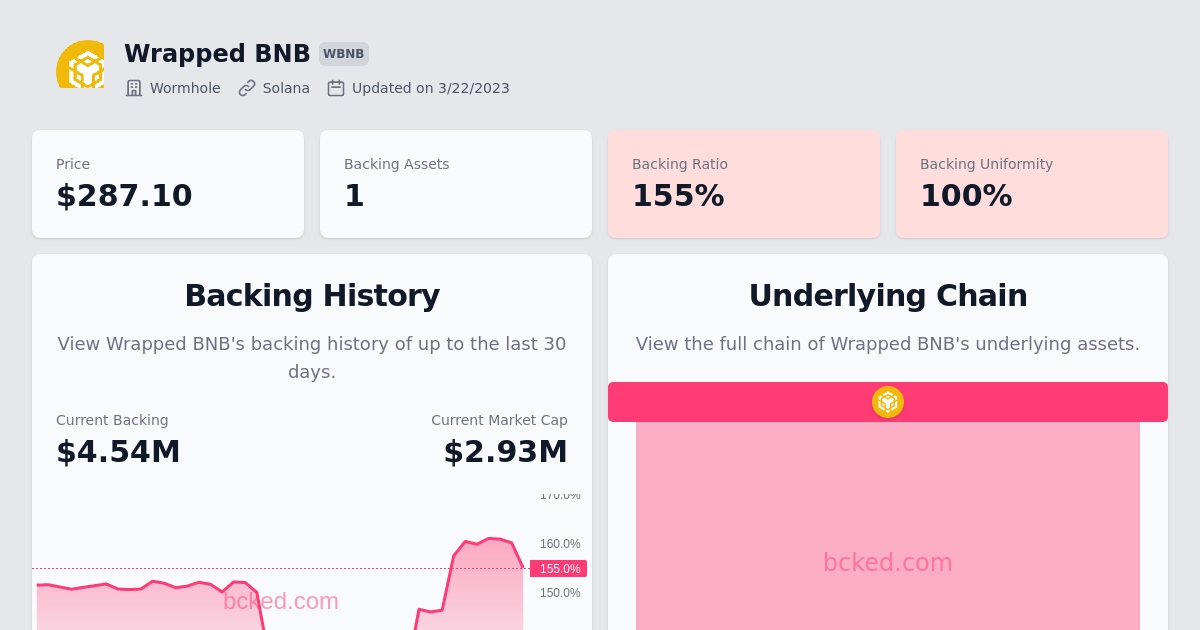 Wrapped BNB WBNB
Wormhole Solana Updated on 3/22/2023
Price
$287.10
Backing Assets
1
Backing Ratio
155%
Backing Uniformity
100%
Backing History
View Wrapped BNB's backing history of up to the last 30
days.
Current Backing
$4.54M
Current Market Cap
$2.93M
170.0%
160.0%
155.0%
150.0%
bcked.com
Underlying Chain
View the full chain of Wrapped BNB's underlying assets.
bcked.com